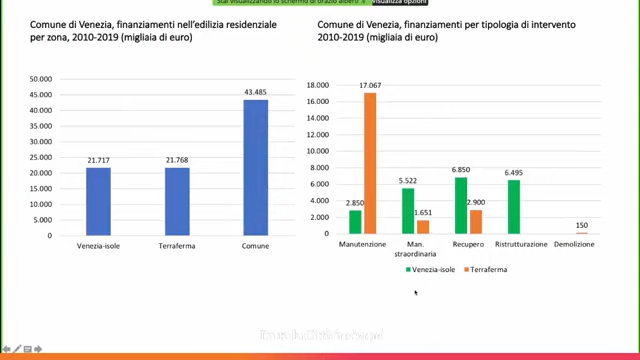 Stai visualizzando lo schermo di orazio alberti
Visualizza opzioni
Comune di Venezia, finanziamenti nell'edilizia residenziale
per zona, 2010-2019 (migliaia di euro)
Comune di Venezia, finanziamenti per tipologia di intervento
2010-2019 (migliaia di euro)
50.000
45.000
40.000
35.000
30.000
25.000
20.000
15.000
10.000
5.000
0
21.717
21.768
43.485
Venezia-isole
Terraferma
Comune
18.000
16.000
14.000
12.000
10.000
8.000
6.000
4.000
2.000
0
2.850
17.067
5.522
1.651
6.850
2.900
6.495
150
Manutenzione
Man.
straordinaria
Recupero
Ristrutturazione
Demolizione
Venezia-isole
Terraferma